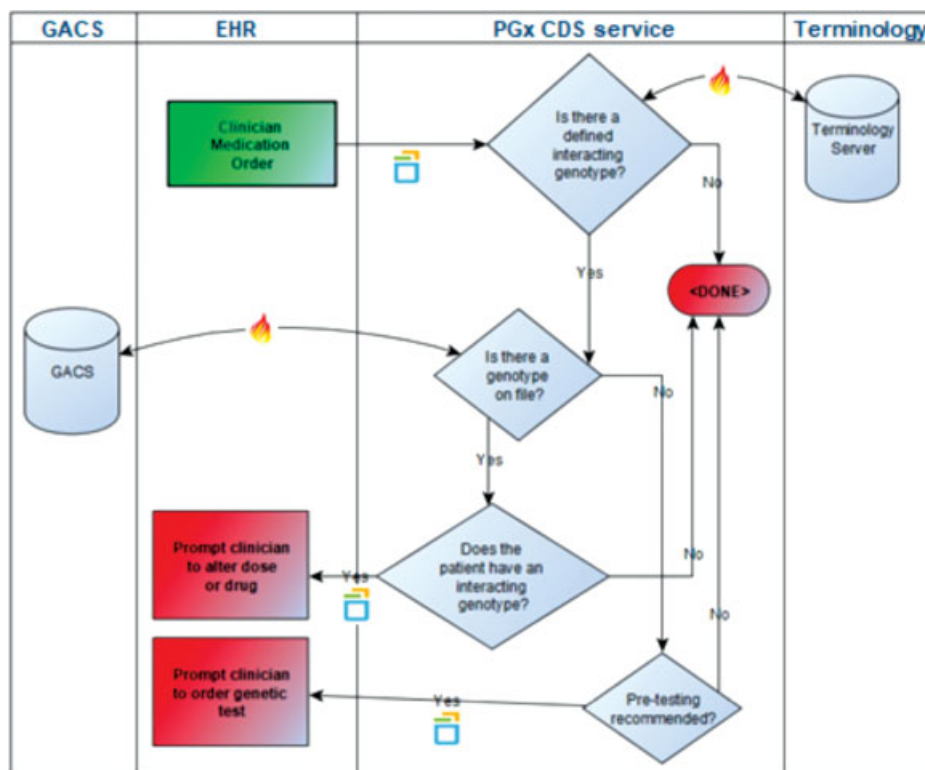 GACS
EHR
PGx CDS service
Terminology
Clinician
Medication
Order
Is there a
defined
interacting
genotype?
Terminology
Server
No
Yes
<DONE>
GACS
Is there a
genotype
on file?
No
Yes
Prompt clinician
to alter dose
or drug
Yes
Does the
patient have an
interacting
genotype?
No
No
Prompt clinician
to order genetic
test
Yes
Pre-testing
recommended?